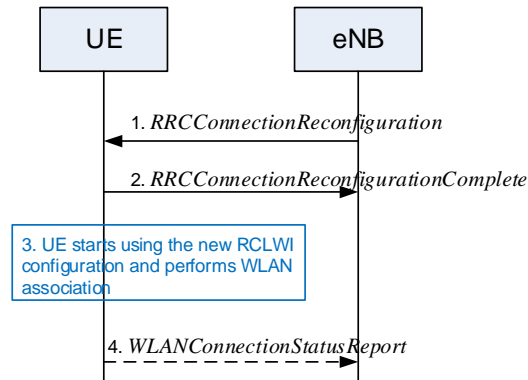 UE
eNB
1. RRCConnectionReconfiguration
2. RRCConnectionReconfigurationComplete
3. UE starts using the new RCLWI
configuration and performs WLAN
association
4. WLANConnectionStatusReport